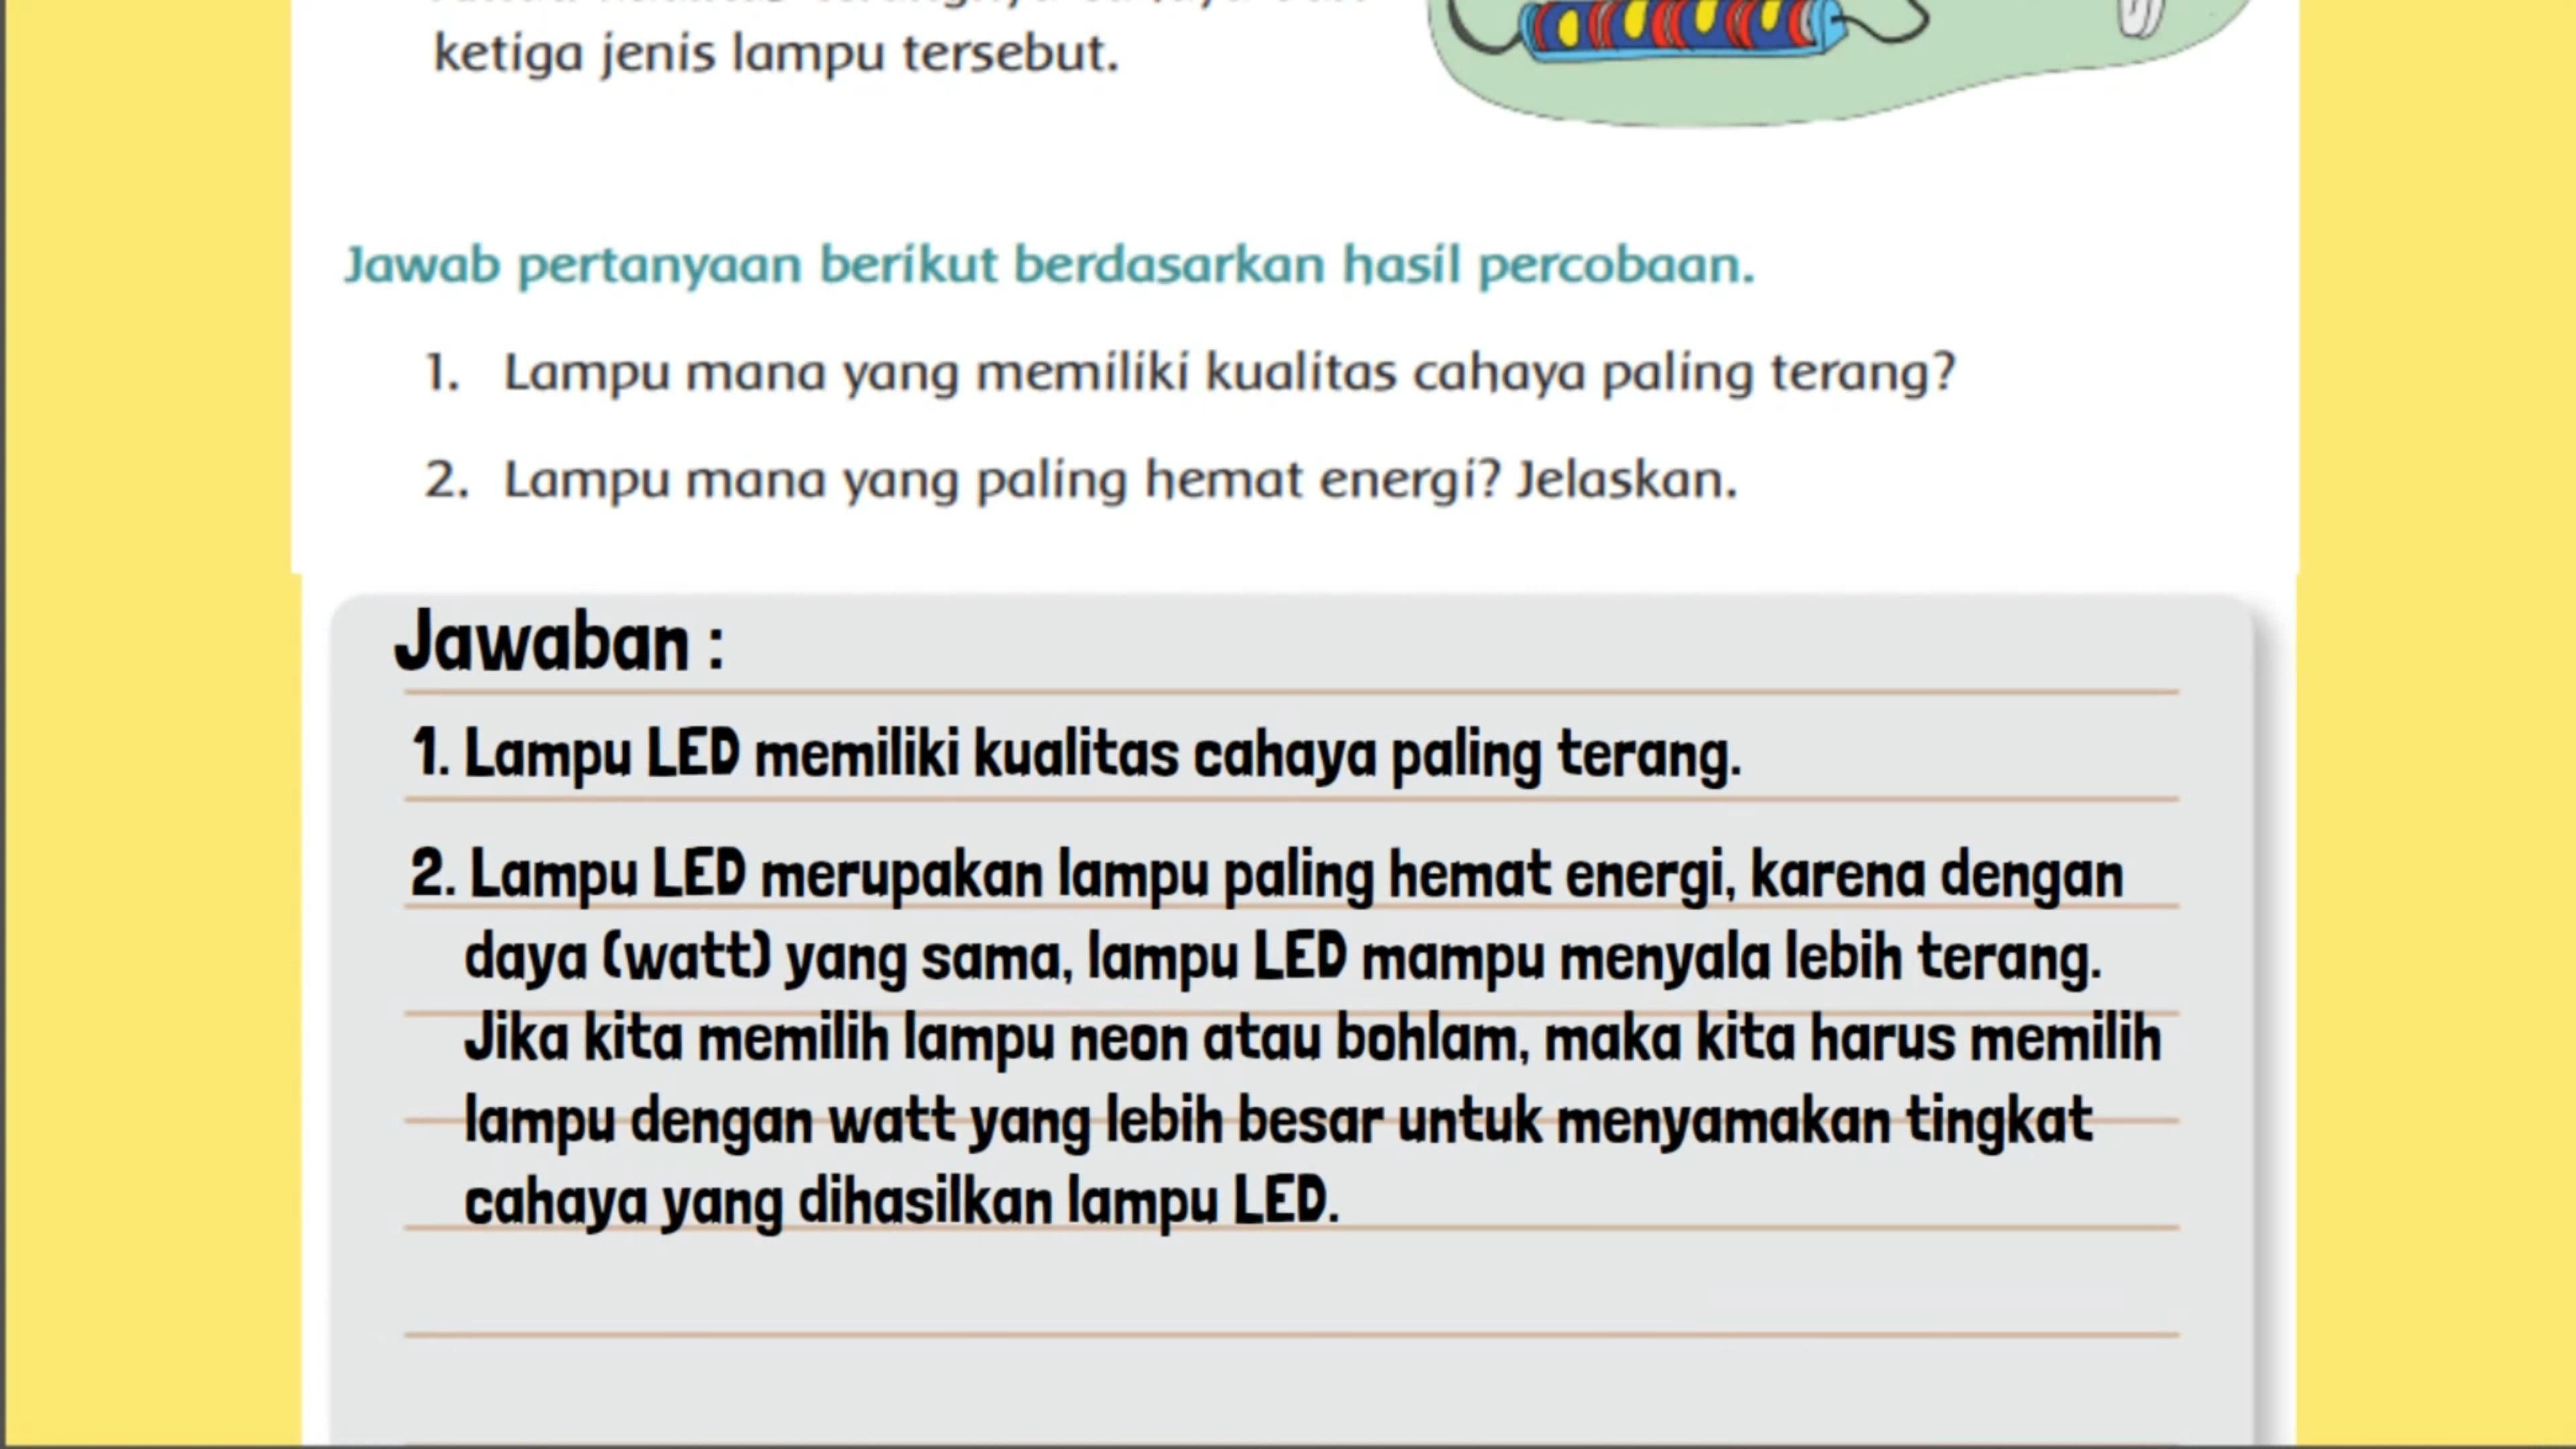 ketiga jenis lampu tersebut.
Jawab pertanyaan berikut berdasarkan hasil percobaan.
1. Lampu mana yang memiliki kualitas cahaya paling terang?
2. Lampu mana yang paling hemat energi? Jelaskan.
Jawaban :
1. Lampu LED memiliki kualitas cahaya paling terang.
2. Lampu LED merupakan lampu paling hemat energi, karena dengan
daya (watt) yang sama, lampu LED mampu menyala lebih terang.
Jika kita memilih lampu neon atau bohlam, maka kita harus memilih
lampu dengan watt yang lebih besar untuk menyamakan tingkat
cahaya yang dihasilkan lampu LED.